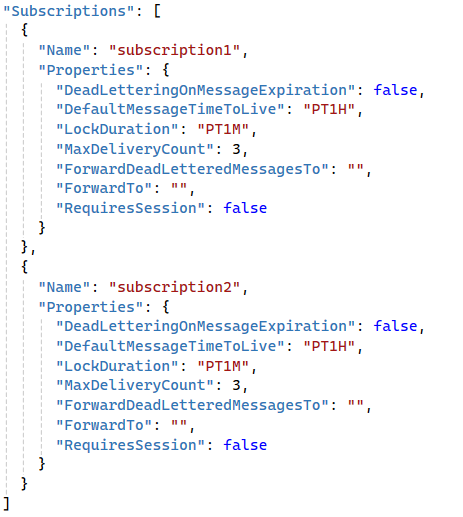 "Subscriptions": [
  {
    "Name": "subscription1",
    "Properties": {
      "DeadLetteringOnMessageExpiration": false,
      "DefaultMessageTimeToLive": "PT1H",
      "LockDuration": "PT1M",
      "MaxDeliveryCount": 3,
      "ForwardDeadLetteredMessagesTo": "",
      "ForwardTo": "",
      "RequiresSession": false
    }
  },
  {
    "Name": "subscription2",
    "Properties": {
      "DeadLetteringOnMessageExpiration": false,
      "DefaultMessageTimeToLive": "PT1H",
      "LockDuration": "PT1M",
      "MaxDeliveryCount": 3,
      "ForwardDeadLetteredMessagesTo": "",
      "ForwardTo": "",
      "RequiresSession": false
    }
  }
]